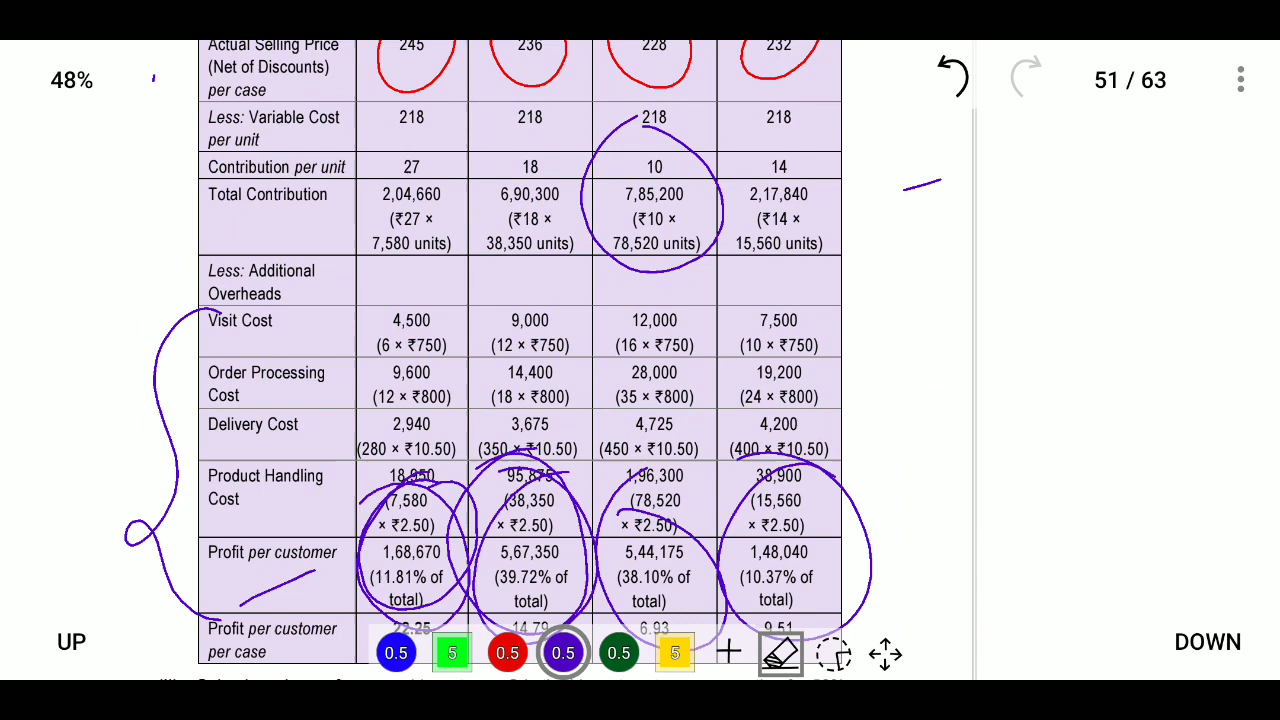 48%
51 / 63
Actual Selling Price 245 236 228 232
(Net of Discounts)
per case
Less: Variable Cost 218 218 218 218
per unit
Contribution per unit 27 18 10 14
Total Contribution 2,04,660 6,90,300 7,85,200 2,17,840
(₹27 × (₹18 × (₹10 × (₹14 ×
7,580 units) 38,350 units) 78,520 units) 15,560 units)
Less: Additional
Overheads
Visit Cost 4,500 9,000 12,000 7,500
(6 × ₹750) (12 × ₹750) (16 × ₹750) (10 × ₹750)
Order Processing 9,600 14,400 28,000 19,200
Cost (12 × ₹800) (18 × ₹800) (35 × ₹800) (24 × ₹800)
Delivery Cost 2,940 3,675 4,725 4,200
(280 × ₹10.50) (350 × ₹10.50) (450 × ₹10.50) (400 × ₹10.50)
Product Handling 18,950 95,875 1,96,300 38,900
Cost (7,580 (38,350 (78,520 (15,560
× ₹2.50) × ₹2.50) × ₹2.50) × ₹2.50)
Profit per customer 1,68,670 5,67,350 5,44,175 1,48,040
(11.81% of (39.72% of (38.10% of (10.37% of
total) total) total) total)
Profit per customer 22.25 14.79 6.93 9.51
per case
UP
0.5 5 0.5 0.5 0.5 5
DOWN